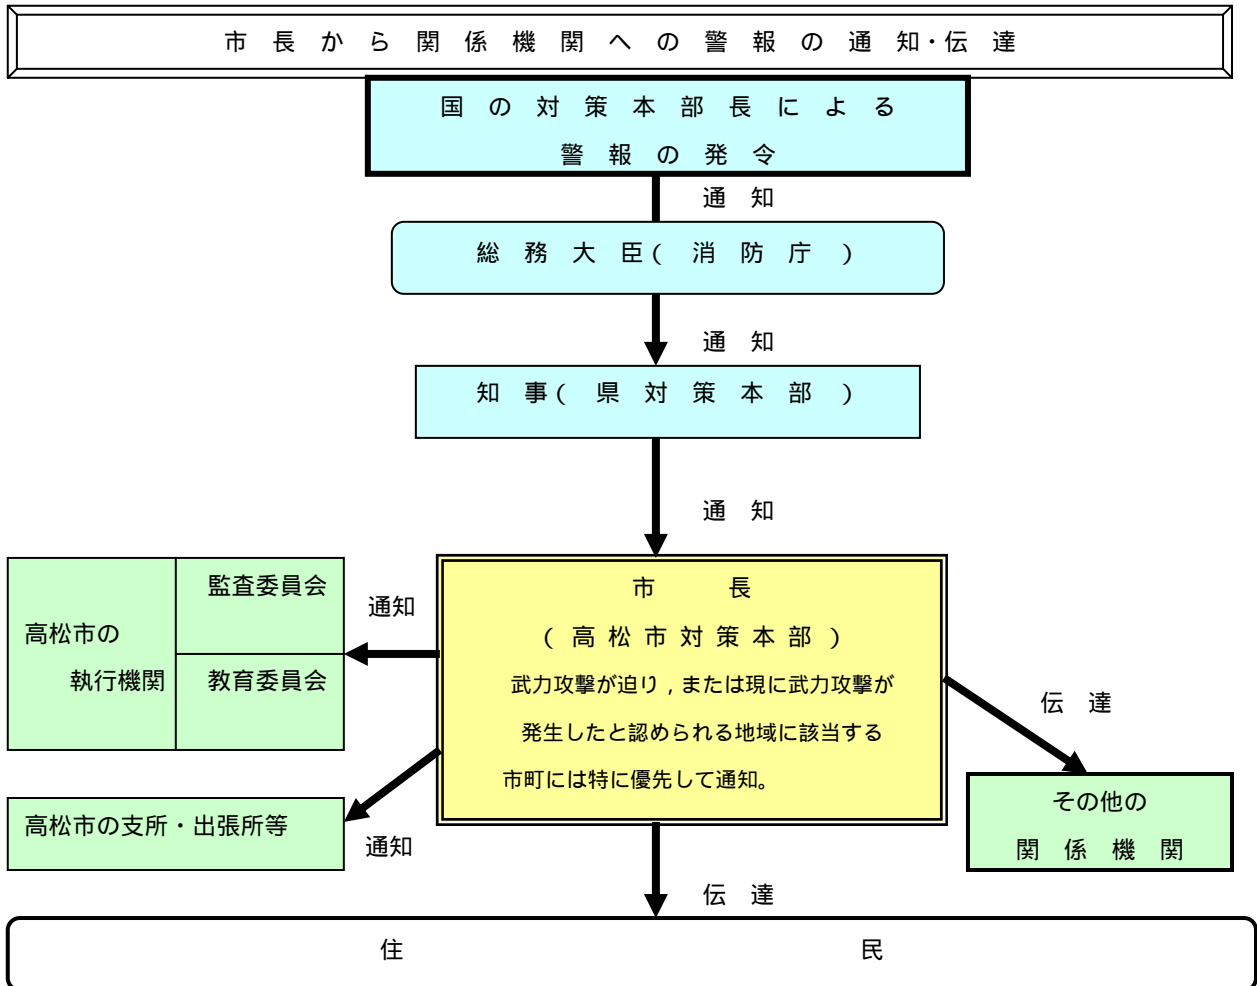 市長から関係機関への警報の通知・伝達
国の対策本部長による
警報の発令
通知
総務大臣(消防庁)
通知
知事(県対策本部)
通知
高松市の
執行機関
監査委員会
教育委員会
通知
市長
(高松市対策本部)
武力攻撃が迫り,または現に武力攻撃が
発生したと認められる地域に該当する
市町には特に優先して通知。
伝達
その他の
関係機関
高松市の支所・出張所等
通知
伝達
住民